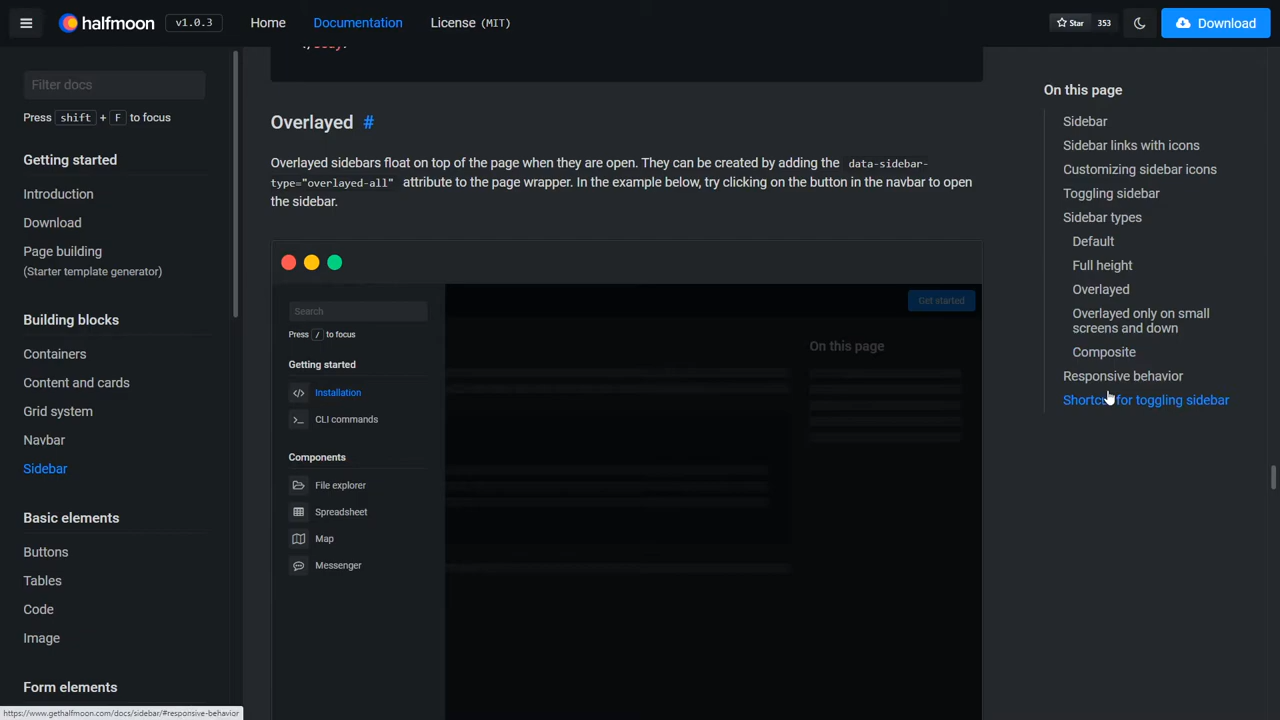 halfmoon v1.0.3 Home Documentation License (MIT) Star 353 Download
Filter docs
Press shift + F to focus
Getting started
Introduction
Download
Page building
(Starter template generator)
Building blocks
Containers
Content and cards
Grid system
Navbar
Sidebar
Basic elements
Buttons
Tables
Code
Image
Form elements
https://www.gethalfmoon.com/docs/sidebar/#responsive-behavior
Overlayed #
Overlayed sidebars float on top of the page when they are open. They can be created by adding the data-sidebar-
type="overlayed-all" attribute to the page wrapper. In the example below, try clicking on the button in the navbar to open
the sidebar.
Search
Press / to focus
Getting started
Installation
CLI commands
Components
File explorer
Spreadsheet
Map
Messenger
Get started
On this page
On this page
Sidebar
Sidebar links with icons
Customizing sidebar icons
Toggling sidebar
Sidebar types
Default
Full height
Overlayed
Overlayed only on small
screens and down
Composite
Responsive behavior
Shortcut for toggling sidebar